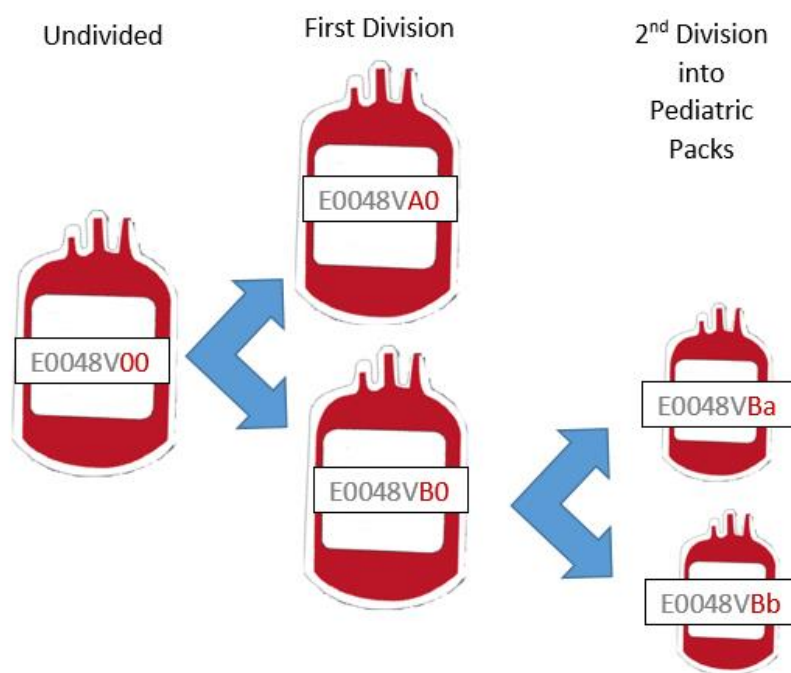 Undivided
First Division
2nd Division
into
Pediatric
Packs
E0048VA0
E0048V00
E0048VB0
E0048VBa
E0048VBb